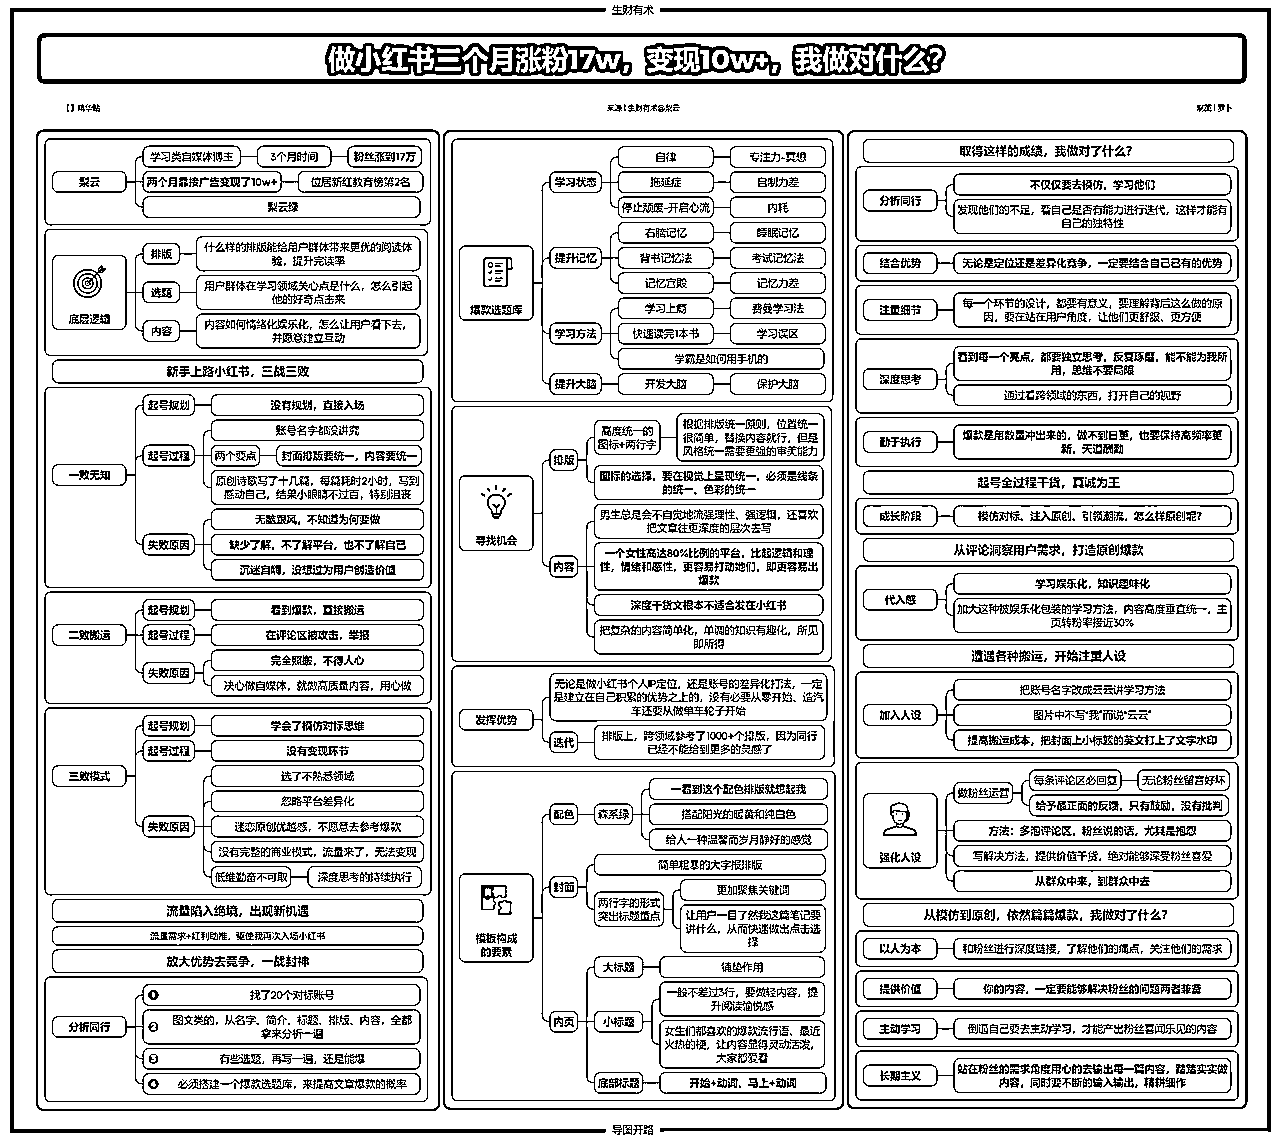 生财有术
做小红书三个月涨粉17w，变现10w+，我做对什么？
梨云
学习类自媒体博主
3个月时间
粉丝涨到17万
两个月靠接广告变现了10w+
位居新红教育榜第2名
梨云绿
底层逻辑
排版
什么样的排版能给用户群体带来更优的阅读体
验，提升完读率
选题
用户群体在学习领域关心点是什么，怎么引起
他的好奇点击来
内容
内容如何情绪化娱乐化，怎么让用户看下去，
并愿意建立互动
新手上路小红书，三战三败
一败无知
起号规划
没有规划，直接入场
起号过程
账号名字都没讲究
两个要点
封面排版要统一，内容要统一
原创诗歌写了十几篇，每篇耗时2小时，写到
感动自己，结果小眼睛不过百，特别沮丧
失败原因
无脑跟风，不知道为何要做
缺少了解，不了解平台，也不了解自己
沉迷自嗨，没想过为用户创造价值
二败搬运
起号规划
看到爆款，直接搬运
起号过程
在评论区被攻击，举报
失败原因
完全照搬，不得人心
决心做自媒体，就做高质量内容，用心做
三败模式
起号规划
学会了模仿对标思维
起号过程
没有变现环节
失败原因
选了不熟悉领域
忽略平台差异化
迷恋原创优越感，不愿意去参考爆款
没有完整的商业模式，流量来了，无法变现
低维勤奋不可取
深度思考的持续执行
流量陷入绝境，出现新机遇
流量需求+红利助推，驱使我再次入场小红书
放大优势去竞争，一战封神
分析同行
1
找了20个对标账号
2
图文类的，从名字、简介、标题、排版、内容，全都
拿来分析一遍
3
有些选题，再写一遍，还是能爆
4
必须搭建一个爆款选题库，来提高文章爆款的概率
爆款选题库
学习状态
自律
专注力-冥想
拖延症
自制力差
停止颓废-开启心流
内耗
提升记忆
右脑记忆
睡眠记忆
背书记忆法
考试记忆法
记忆宫殿
记忆力差
学习方法
学习上瘾
费曼学习法
快速读完1本书
学习误区
学霸是如何用手机的
提升大脑
开发大脑
保护大脑
寻找机会
排版
高度统一的
图标+两行字
根据排版统一原则，位置统一
很简单，替换内容就行，但是
风格统一需要更强的审美能力
图标的选择，要在视觉上呈现统一，必须是线条
的统一、色彩的统一
内容
男生总是会不自觉地流露理性、强逻辑，还喜欢
把文章往更深度的层次去写
一个女性高达80%比例的平台，比起逻辑和理
性，情绪和感性，更容易打动她们，即更容易出
爆款
深度干货文根本不适合发在小红书
把复杂的内容简单化，单调的知识有趣化，所见
即所得
发挥优势
无论是做小红书个人IP定位，还是账号的差异化打法，一定
是建立在自己积累的优势之上的，没有必要从零开始、造汽
车还要从做单车轮子开始
迭代
排版上，跨领域参考了1000+个排版，因为同行
已经不能给到更多的灵感了
模板构成
的要素
配色
森系绿
一看到这个配色排版就想起我
搭配阳光的暖黄和纯白色
给人一种温馨而岁月静好的感觉
封面
简单粗暴的大字报排版
两行字的形式
突出标题重点
更加聚焦关键词
让用户一目了然我这篇笔记要
讲什么，从而快速做出点击选
择
内页
大标题
铺垫作用
小标题
一般不超过3行，要做轻内容，提
升阅读愉悦感
女生们都喜欢的爆款流行语、最近
火热的梗，让内容显得灵动活泼，
大家都爱看
底部标题
开始+动词、马上+动词
取得这样的成绩，我做对了什么？
分析同行
不仅仅要去模仿，学习他们
发现他们的不足，看自己是否有能力进行迭代，这样才能有
自己的独特性
结合优势
无论是定位还是差异化竞争，一定要结合自己已有的优势
注重细节
每一个环节的设计，都要有意义，要理解背后这么做的原
因，要在站在用户角度，让他们更舒服、更方便
深度思考
看到每一个亮点，都要独立思考，反复琢磨，能不能为我所
用，思维不要局限
通过看跨领域的东西，打开自己的视野
勤于执行
爆款是用数量冲出来的，做不到日更，也要保持高频率更
新，天道酬勤
起号全过程干货，真诚为王
成长阶段
模仿对标、注入原创、引领潮流，怎么样原创呢？
从评论洞察用户需求，打造原创爆款
代入感
学习娱乐化，知识趣味化
加大这种被娱乐化包装的学习方法，内容高度垂直统一，主
页转粉率接近30%
遭遇各种搬运，开始注重人设
加入人设
把账号名字改成云云讲学习方法
图片中不写“我”而说“云云”
提高搬运成本，把封面上小标题的英文打上了文字水印
强化人设
做粉丝运营
每条评论区必回复
无论粉丝留言好坏
给予最正面的反馈，只有鼓励，没有批判
方法：多泡评论区，粉丝说的话，尤其是抱怨
写解决方法，提供价值干货，绝对能够深受粉丝喜爱
从群众中来，到群众中去
从模仿到原创，依然篇篇爆款，我做对了什么？
以人为本
和粉丝进行深度链接，了解他们的痛点，关注他们的需求
提供价值
你的内容，一定要能够解决粉丝的问题两者兼备
主动学习
倒逼自己要去主动学习，才能产出粉丝喜闻乐见的内容
长期主义
站在粉丝的需求角度用心的去输出每一篇内容，踏踏实实做
内容，同时要不断的输入输出，精耕细作
导图开路